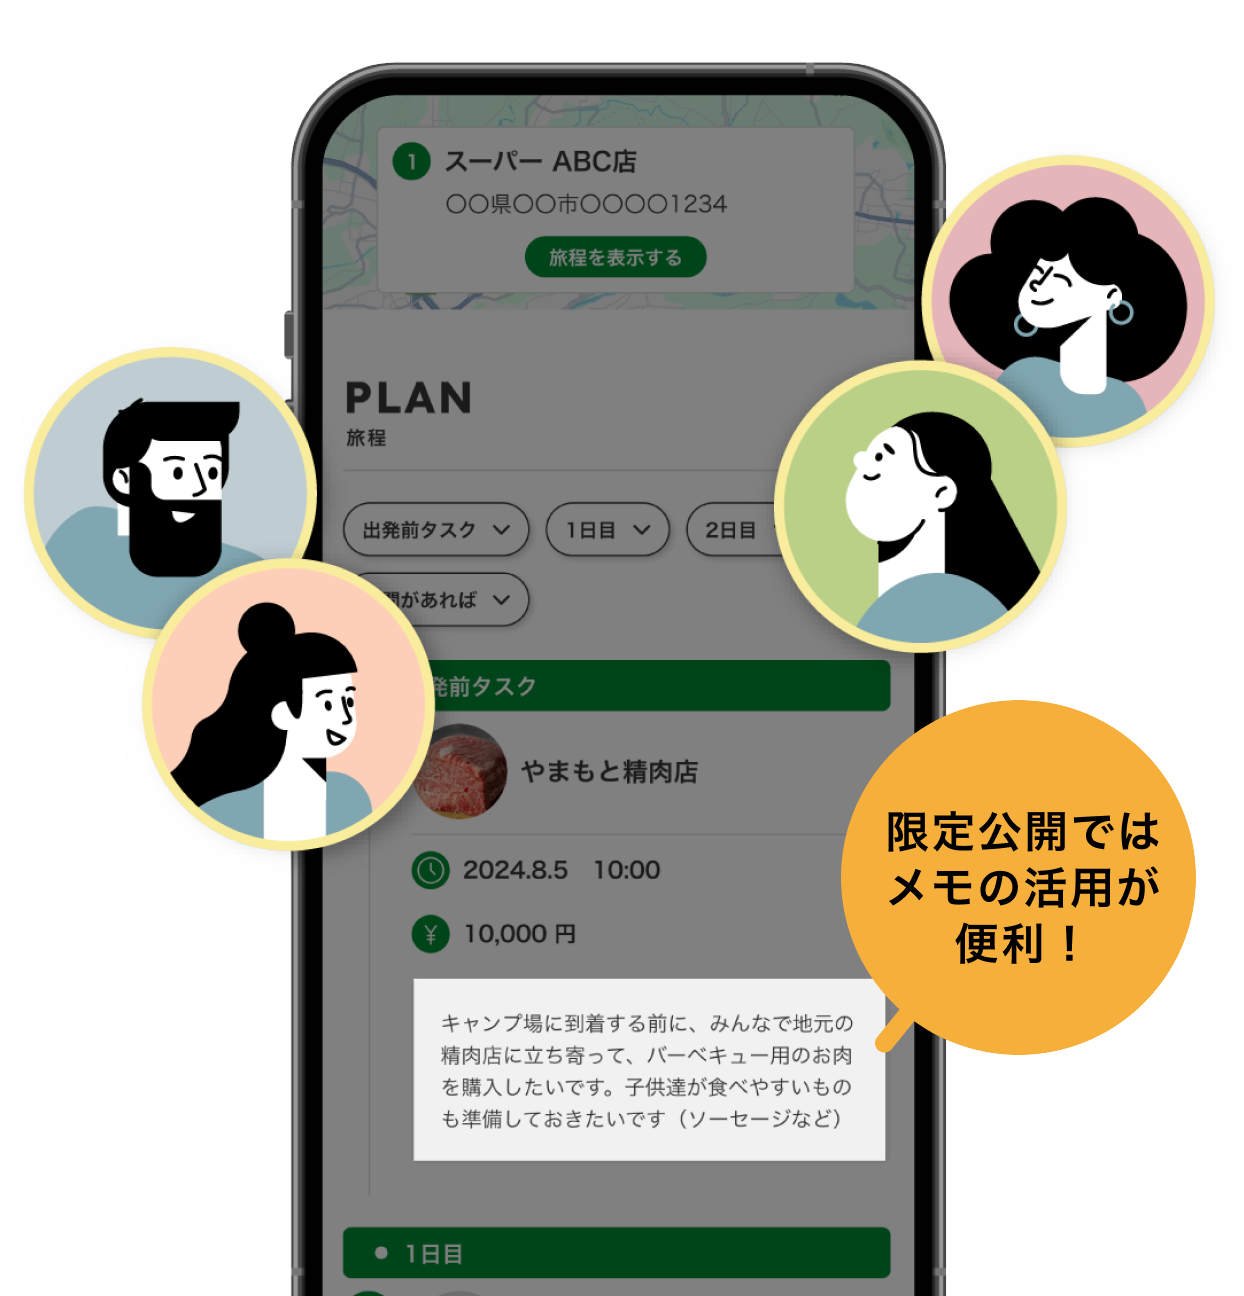 1 スーパー ABC店
〇〇県〇〇市〇〇〇〇1234
旅程を表示する
PLAN
旅程
出発前タスク
1日目
2日目
間があれば
発前タスク
やまもと精肉店
2024.8.5 10:00
¥ 10,000 円
キャンプ場に到着する前に、みんなで地元の
精肉店に立ち寄って、バーベキュー用のお肉
を購入したいです。子供達が食べやすいもの
も準備しておきたいです（ソーセージなど）
限定公開では
メモの活用が
便利！
1日目